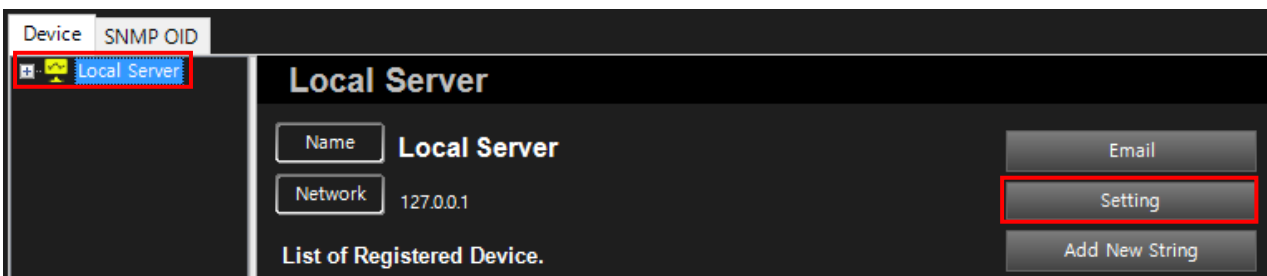 Device SNMP OID
Local Server
Local Server
Name Local Server
Email
Network 127.0.0.1
Setting
List of Registered Device.
Add New String